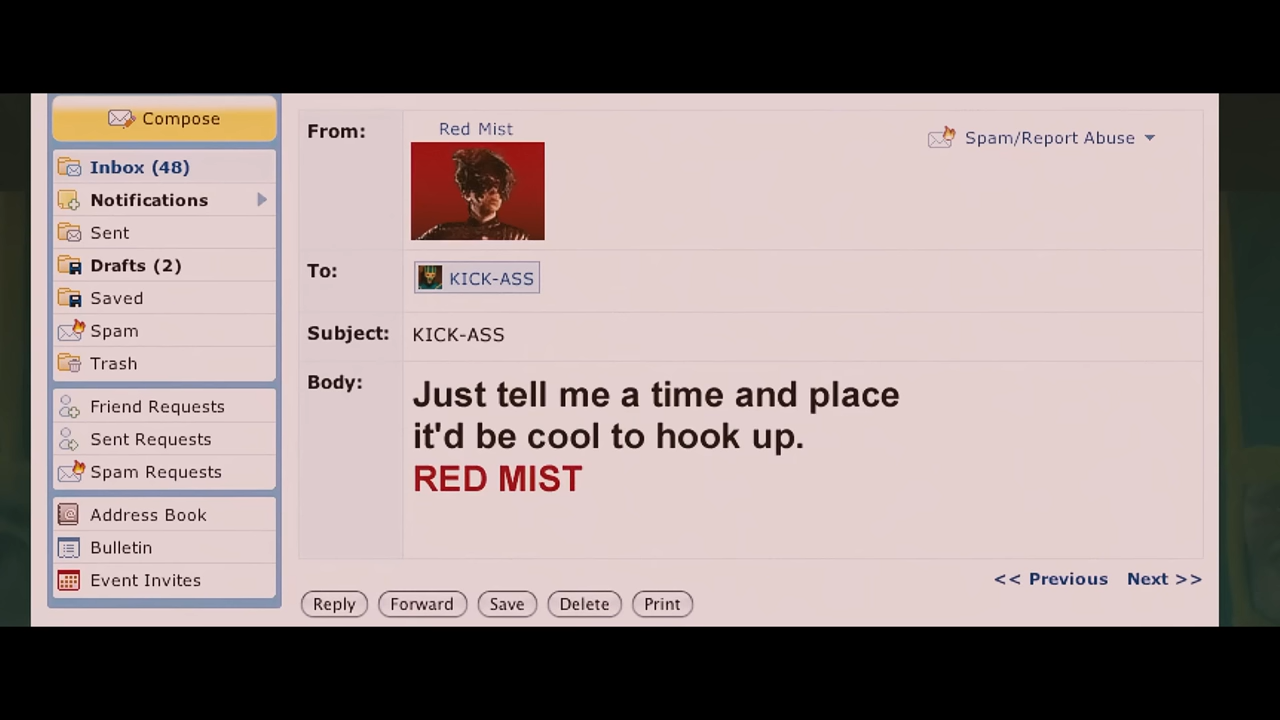 Compose
Inbox (48)
Notifications
Sent
Drafts (2)
Saved
Spam
Trash
Friend Requests
Sent Requests
Spam Requests
Address Book
Bulletin
Event Invites
From:
Red Mist
Spam/Report Abuse
To:
KICK-ASS
Subject:
KICK-ASS
Body:
Just tell me a time and place
it'd be cool to hook up.
RED MIST
<< Previous Next >>
Reply Forward Save Delete Print